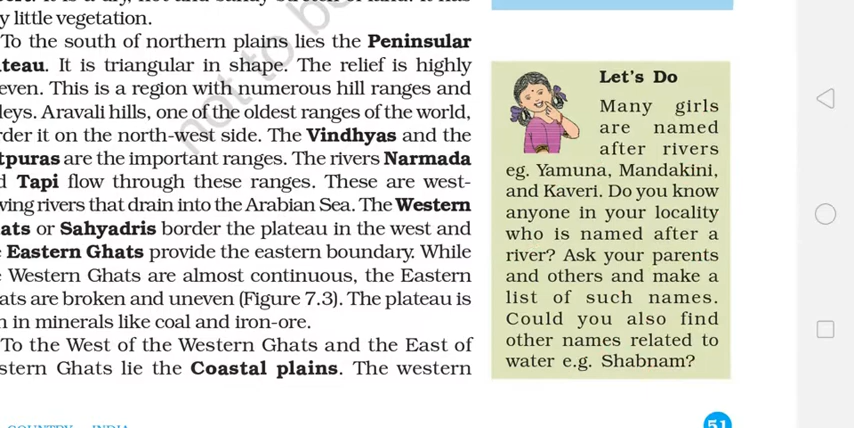 y little vegetation.
To the south of northern plains lies the Peninsular
ateau. It is triangular in shape. The relief is highly
even. This is a region with numerous hill ranges and
leys. Aravali hills, one of the oldest ranges of the world,
rder it on the north-west side. The Vindhyas and the
tpuras are the important ranges. The rivers Narmada
d Tapi flow through these ranges. These are west-
wing rivers that drain into the Arabian Sea. The Western
ats or Sahyadris border the plateau in the west and
e Eastern Ghats provide the eastern boundary. While
e Western Ghats are almost continuous, the Eastern
ats are broken and uneven (Figure 7.3). The plateau is
h in minerals like coal and iron-ore.
To the West of the Western Ghats and the East of
stern Ghats lie the Coastal plains. The western
Let's Do
Many girls
are named
after rivers
eg. Yamuna, Mandakini,
and Kaveri. Do you know
anyone in your locality
who is named after a
river? Ask your parents
and others and make a
list of such names.
Could you also find
other names related to
water e.g. Shabnam?
not to be
51